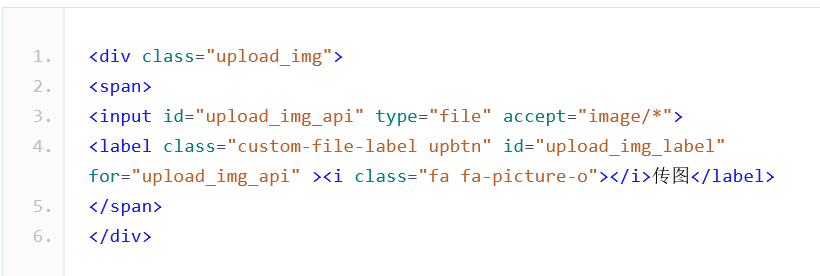 1. <div class="upload_img">
2. <span>
3. <input id="upload_img_api" type="file" accept="image/*">
4. <label class="custom-file-label upbtn" id="upload_img_label"
for="upload_img_api" ><i class="fa fa-picture-o"></i>传图</label>
5. </span>
6. </div>